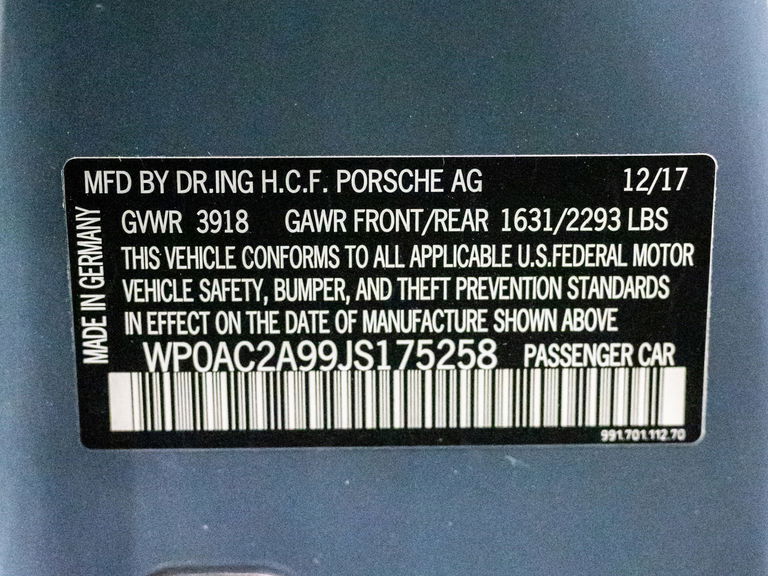 MFD BY DR.ING H.C.F. PORSCHE AG 12/17
GVWR 3918 GAWR FRONT/REAR 1631/2293 LBS
THIS VEHICLE CONFORMS TO ALL APPLICABLE U.S.FEDERAL MOTOR
VEHICLE SAFETY, BUMPER, AND THEFT PREVENTION STANDARDS
IN EFFECT ON THE DATE OF MANUFACTURE SHOWN ABOVE
WP0AC2A99JS175258 PASSENGER CAR
991.701.112.70
MADE IN GERMANY